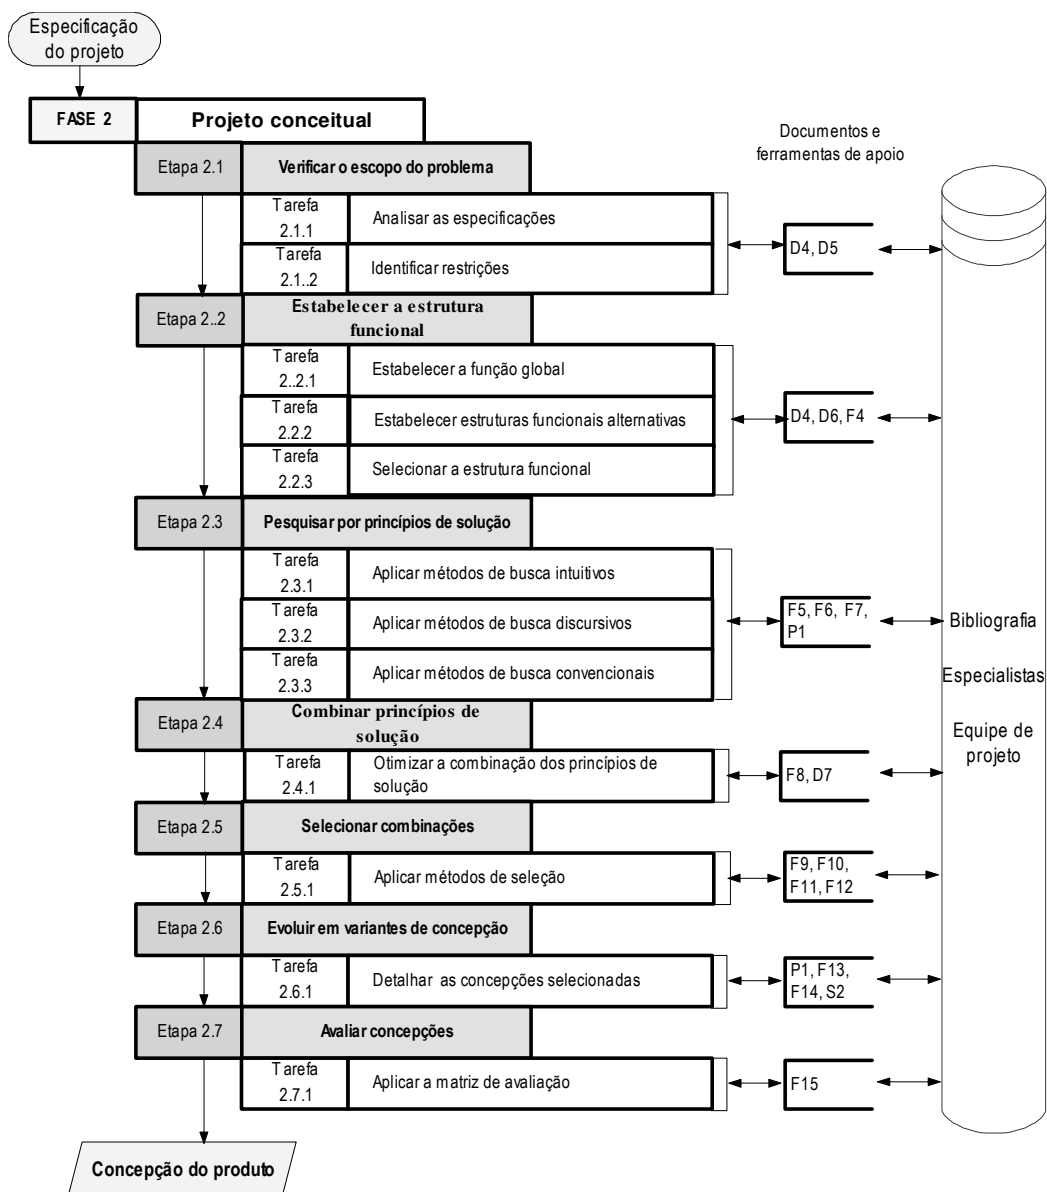 Especificação
do projeto
FASE 2
Projeto conceitual
Documentos e
ferramentas de apoio
Etapa 2.1
Verificar o escopo do problema
Tarefa
2.1.1
Analisar as especificações
Tarefa
2.1..2
Identificar restrições
D4, D5
Etapa 2..2
Estabelecer a estrutura
funcional
Tarefa
2..2.1
Estabelecer a função global
Tarefa
2.2.2
Estabelecer estruturas funcionais alternativas
Tarefa
2.2.3
Selecionar a estrutura funcional
D4, D6, F4
Etapa 2.3
Pesquisar por princípios de solução
Tarefa
2.3.1
Aplicar métodos de busca intuitivos
Tarefa
2.3.2
Aplicar métodos de busca discursivos
Tarefa
2.3.3
Aplicar métodos de busca convencionais
F5, F6, F7,
P1
Bibliografia
Especialistas
Equipe de
projeto
Etapa 2.4
Combinar princípios de
solução
Tarefa
2.4.1
Otimizar a combinação dos princípios de
solução
F8, D7
Etapa 2.5
Selecionar combinações
Tarefa
2.5.1
Aplicar métodos de seleção
F9, F10,
F11, F12
Etapa 2.6
Evoluir em variantes de concepção
Tarefa
2.6.1
Detalhar as concepções selecionadas
P1, F13,
F14, S2
Etapa 2.7
Avaliar concepções
Tarefa
2.7.1
Aplicar a matriz de avaliação
F15
Concepção do produto